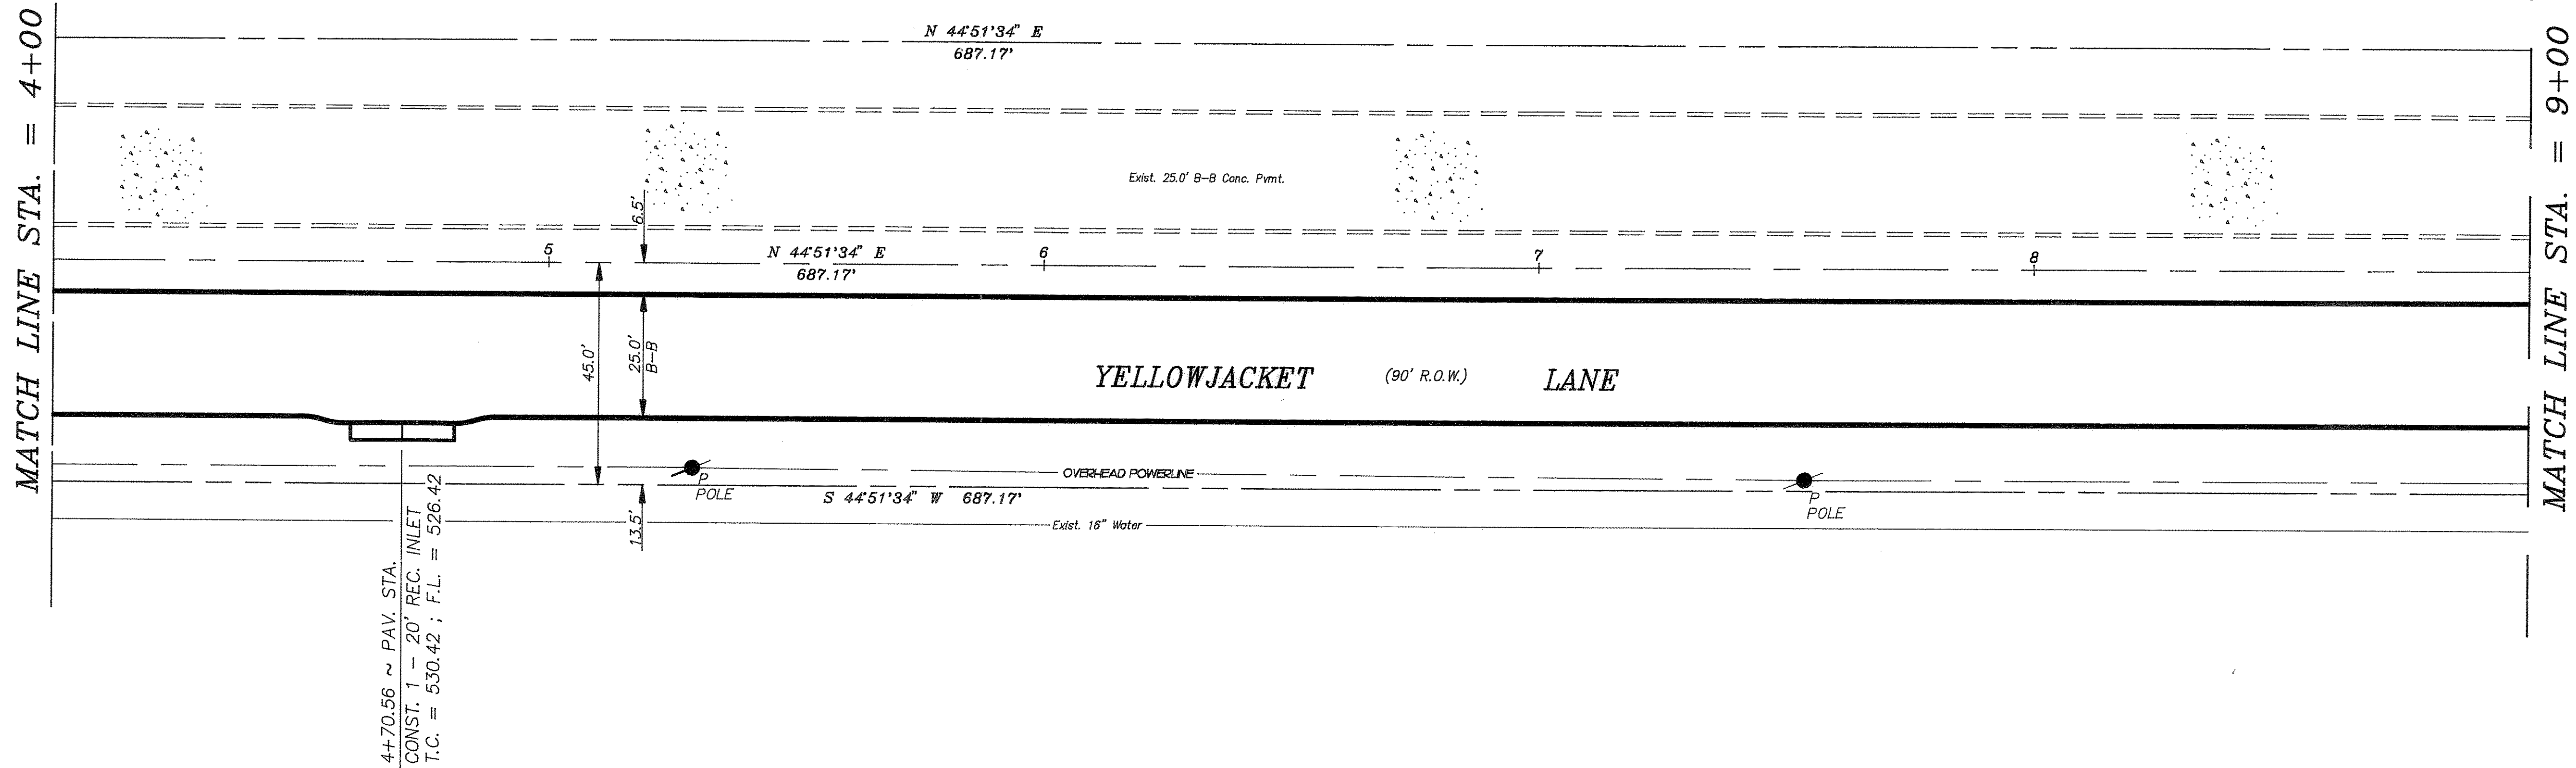 MATCH LINE STA. = 4+00
N 44°51'34" E
687.17'
Exist. 25.0' B-B Conc. Pvmt.
6.5'
5
N 44°51'34" E
687.17'
6
7
8
45.0'
25.0'
B-B
YELLOWJACKET (90' R.O.W.) LANE
OVERHEAD POWERLINE
P
POLE
P
POLE
S 44°51'34" W 687.17'
13.5'
Exist. 16" Water
4+70.56 ~ PAV. STA.
CONST. 1 - 20' REC. INLET
T.C. = 530.42 ; F.L. = 526.42
MATCH LINE STA. = 9+00